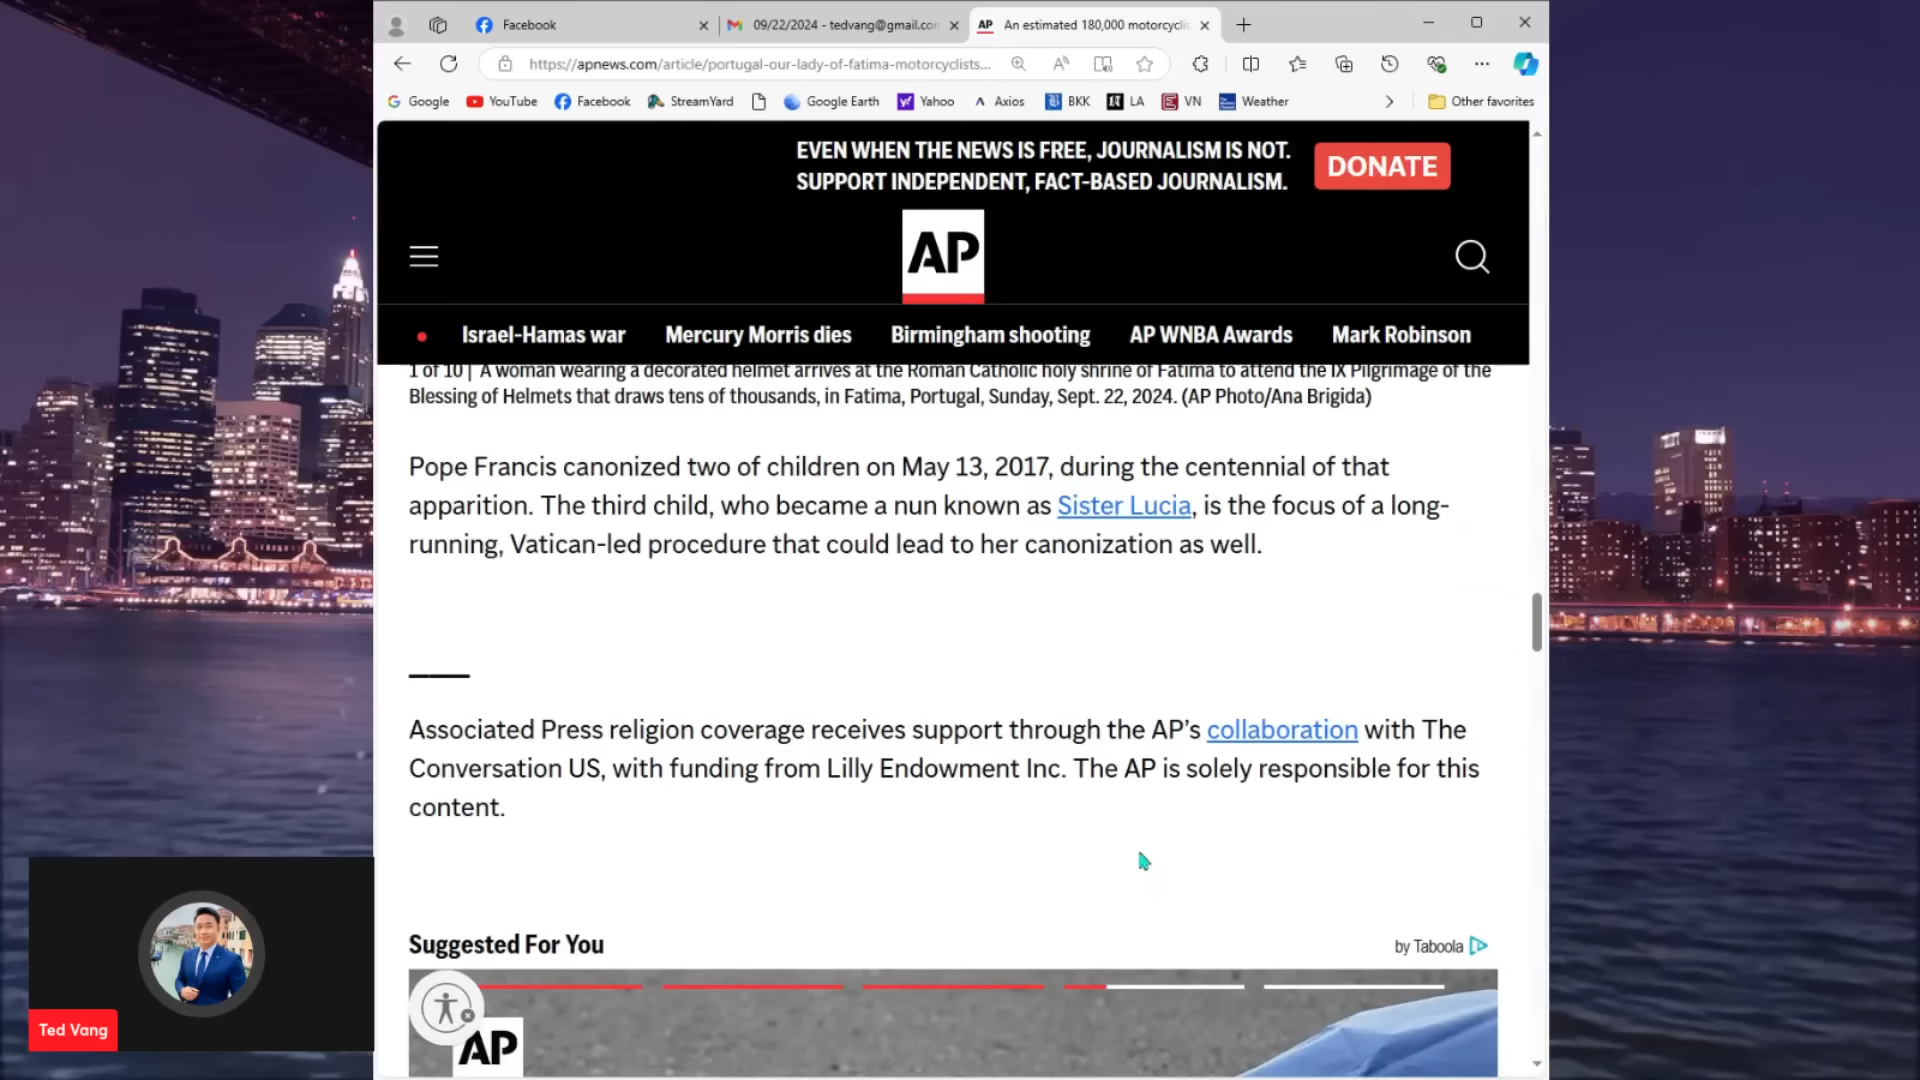 Facebook
09/22/2024 - tedvang@gmail.con
AP An estimated 180,000 motorcyclis
https://apnews.com/article/portugal-our-lady-of-fatima-motorcyclists...
Google YouTube Facebook StreamYard Google Earth Yahoo Axios BKK LA VN Weather Other favorites
EVEN WHEN THE NEWS IS FREE, JOURNALISM IS NOT.
SUPPORT INDEPENDENT, FACT-BASED JOURNALISM.
DONATE
AP
Israel-Hamas war Mercury Morris dies Birmingham shooting AP WNBA Awards Mark Robinson
1 of 10 | A woman wearing a decorated helmet arrives at the Roman Catholic holy shrine of Fatima to attend the IX Pilgrimage of the
Blessing of Helmets that draws tens of thousands, in Fatima, Portugal, Sunday, Sept. 22, 2024. (AP Photo/Ana Brigida)
Pope Francis canonized two of children on May 13, 2017, during the centennial of that
apparition. The third child, who became a nun known as Sister Lucia, is the focus of a long-
running, Vatican-led procedure that could lead to her canonization as well.
Associated Press religion coverage receives support through the AP’s collaboration with The
Conversation US, with funding from Lilly Endowment Inc. The AP is solely responsible for this
content.
Suggested For You
by Taboola
AP
Ted Vang